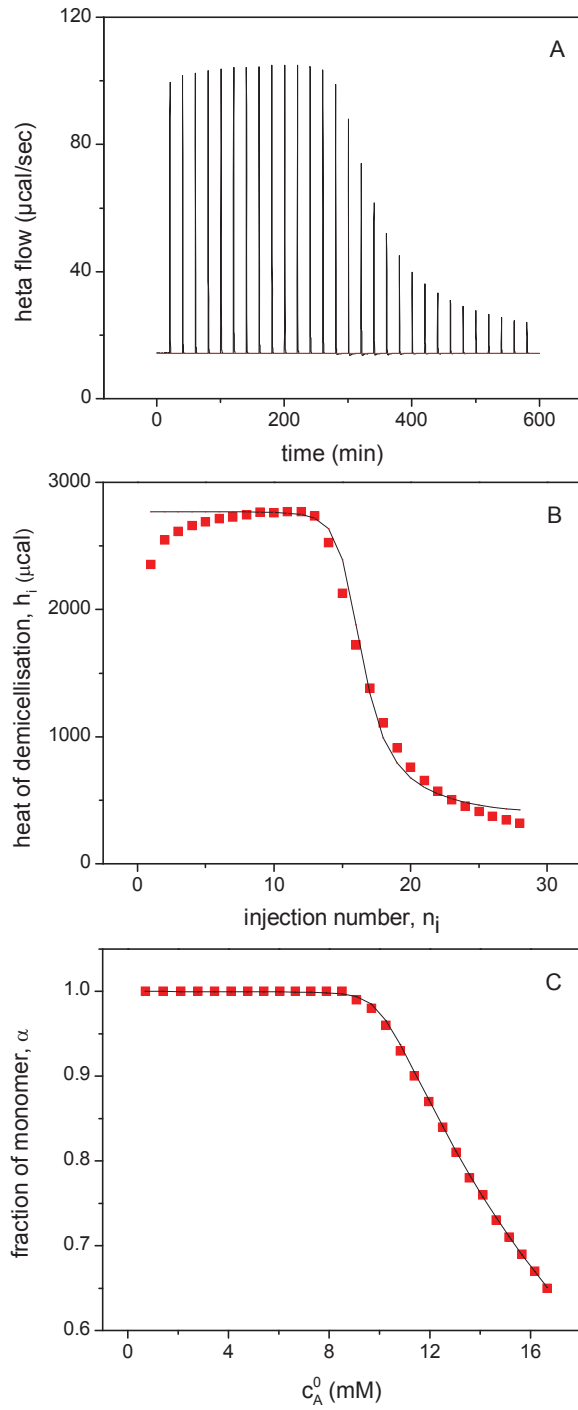 A
heta flow (μcal/sec)
120
80
40
0
0
200
400
600
time (min)
B
heat of demicellisation, hᵢ (μcal)
3000
2000
1000
0
0
10
20
30
injection number, nᵢ
C
fraction of monomer, α
1.0
0.9
0.8
0.7
0.6
0
4
8
12
16
c_A^0 (mM)